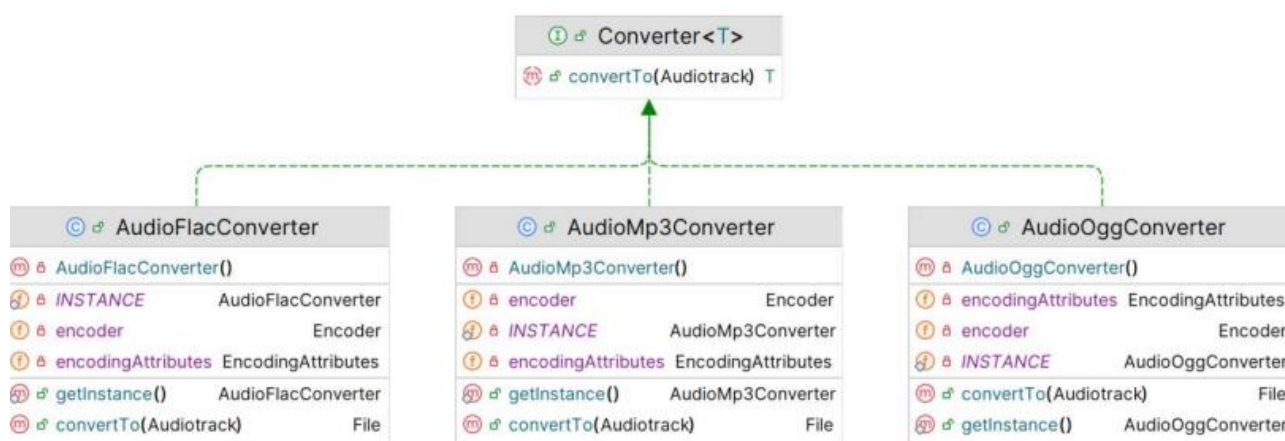 Converter<T>
convertTo(Audiotrack) T
AudioFlacConverter
AudioFlacConverter()
INSTANCE AudioFlacConverter
encoder Encoder
encodingAttributes EncodingAttributes
getInstance() AudioFlacConverter
convertTo(Audiotrack) File
AudioMp3Converter
AudioMp3Converter()
encoder Encoder
INSTANCE AudioMp3Converter
encodingAttributes EncodingAttributes
getInstance() AudioMp3Converter
convertTo(Audiotrack) File
AudioOggConverter
AudioOggConverter()
encodingAttributes EncodingAttributes
encoder Encoder
INSTANCE AudioOggConverter
convertTo(Audiotrack) File
getInstance() AudioOggConverter